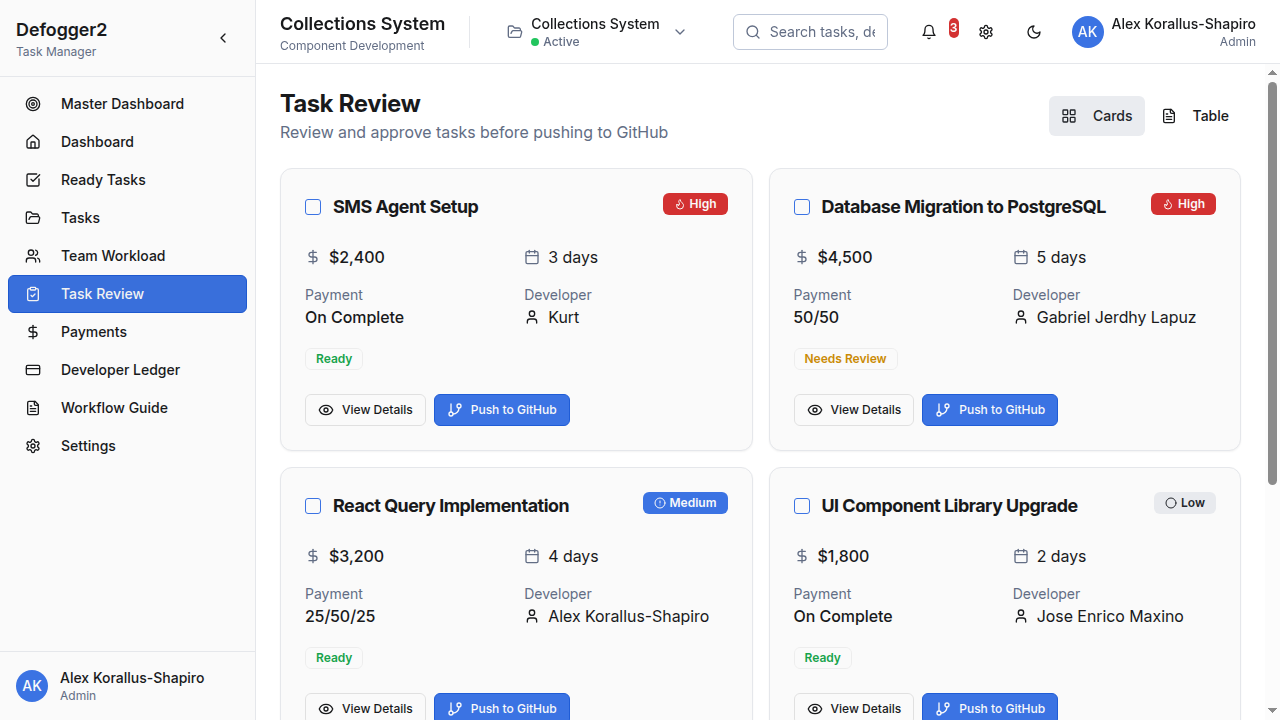 Defogger2
Task Manager
Master Dashboard
Dashboard
Ready Tasks
Tasks
Team Workload
Task Review
Payments
Developer Ledger
Workflow Guide
Settings
AK
Alex Korallus-Shapiro
Admin
Collections System
Component Development
Collections System
Active
Search tasks, de
3
AK
Alex Korallus-Shapiro
Admin
Task Review
Review and approve tasks before pushing to GitHub
Cards
Table
SMS Agent Setup
High
$2,400
3 days
Payment
Developer
On Complete
Kurt
Ready
View Details
Push to GitHub
Database Migration to PostgreSQL
High
$4,500
5 days
Payment
Developer
50/50
Gabriel Jerdhy Lapuz
Needs Review
View Details
Push to GitHub
React Query Implementation
Medium
$3,200
4 days
Payment
Developer
25/50/25
Alex Korallus-Shapiro
Ready
View Details
Push to GitHub
UI Component Library Upgrade
Low
$1,800
2 days
Payment
Developer
On Complete
Jose Enrico Maxino
Ready
View Details
Push to GitHub